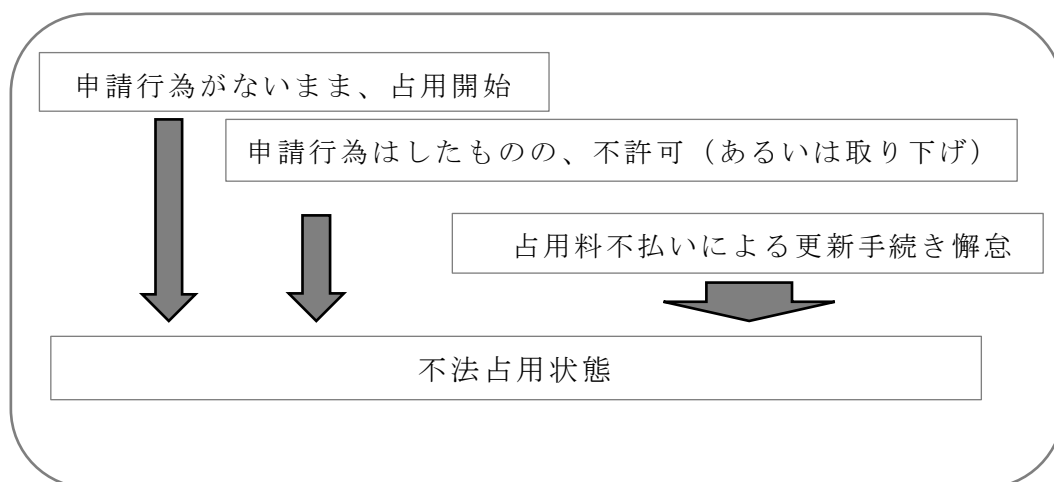 申請行為がないまま、占用開始
申請行為はしたものの、不許可（あるいは取り下げ）
占用料不払いによる更新手続き懈怠
不法占用状態